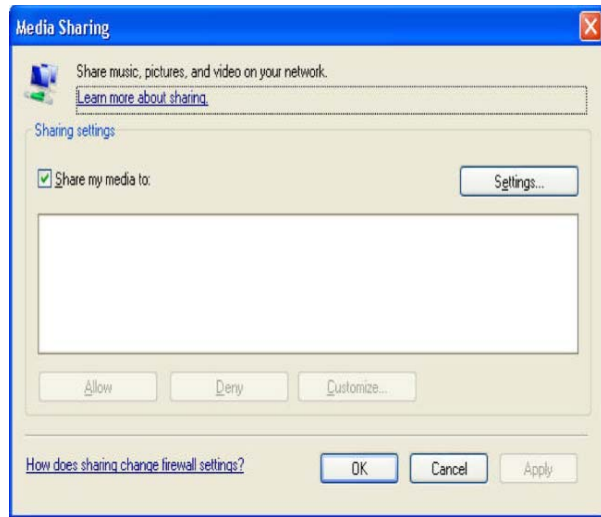 Media Sharing
Share music, pictures, and video on your network.
Learn more about sharing.
Sharing settings
Share my media to:
Settings...
Allow
Deny
Customize...
How does sharing change firewall settings?
OK
Cancel
Apply